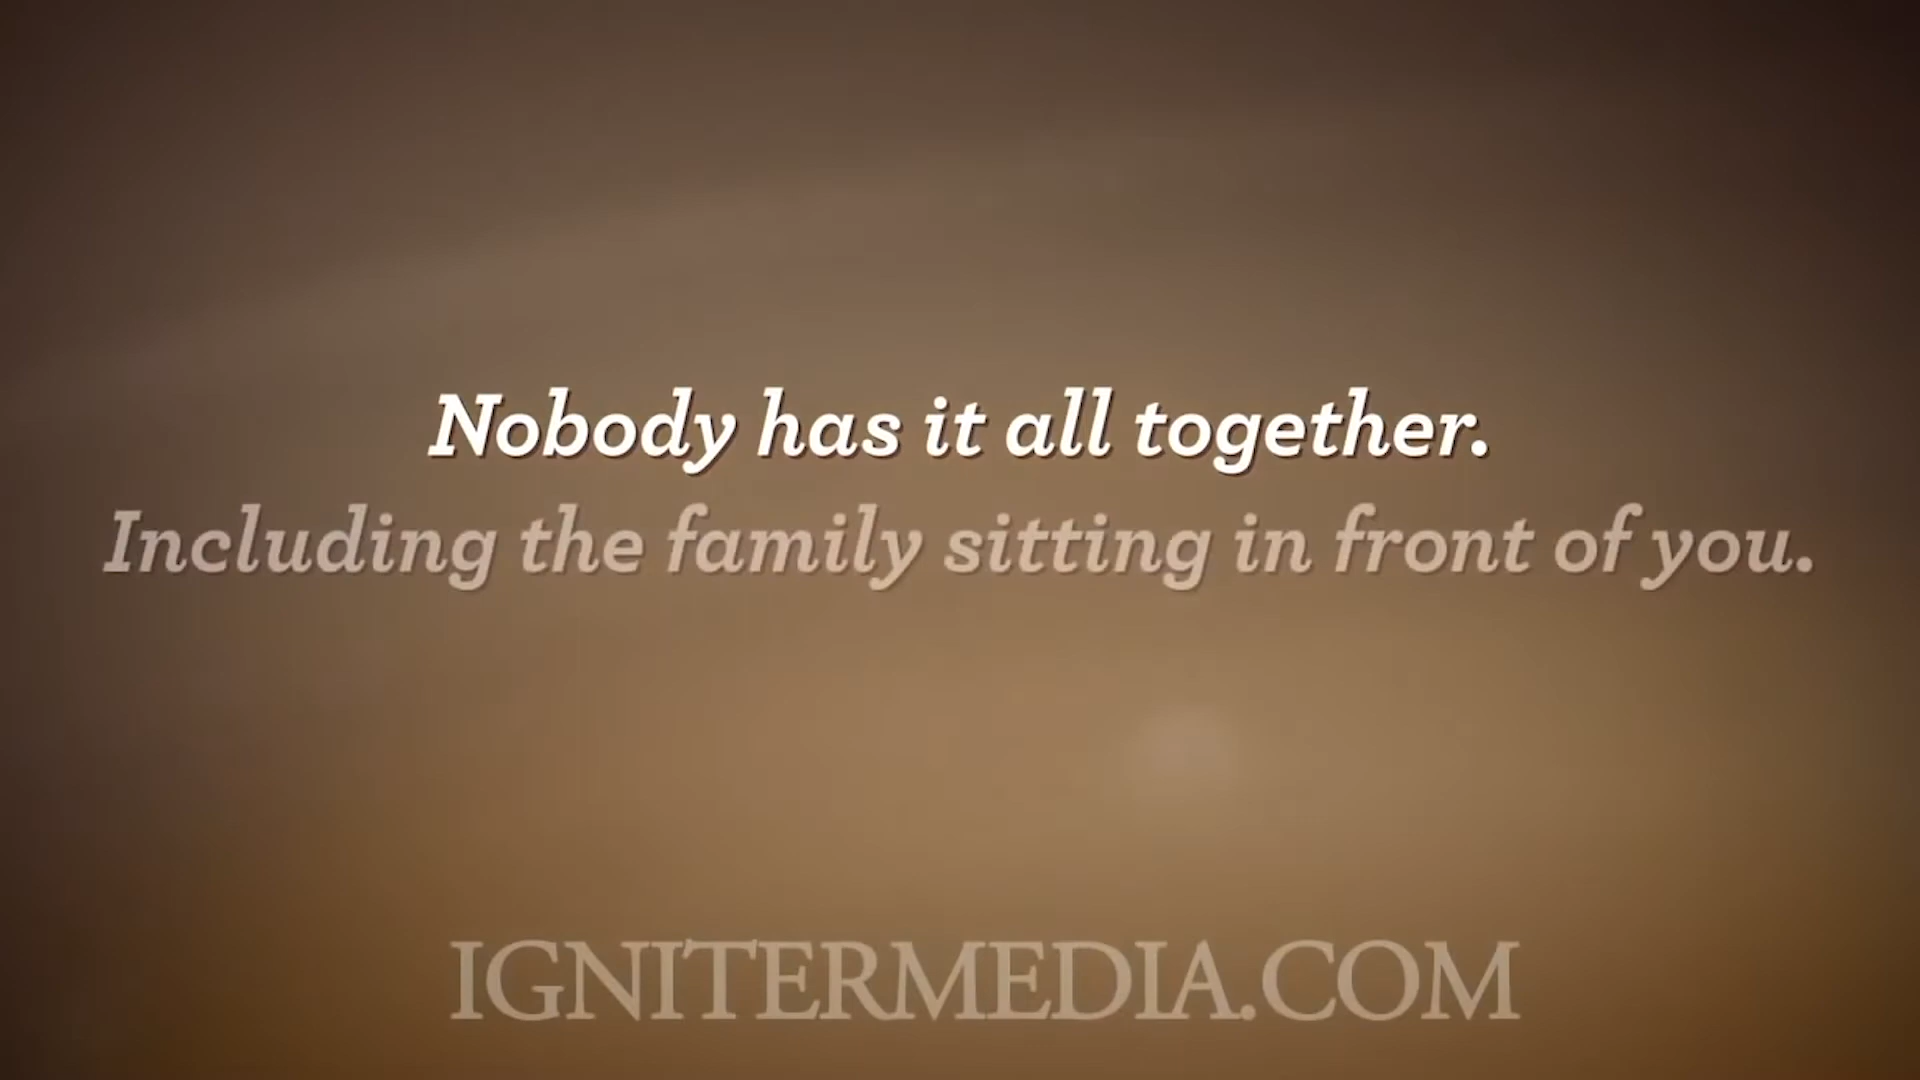 Nobody has it all together.
Including the family sitting in front of you.
IGNITERMEDIA.COM